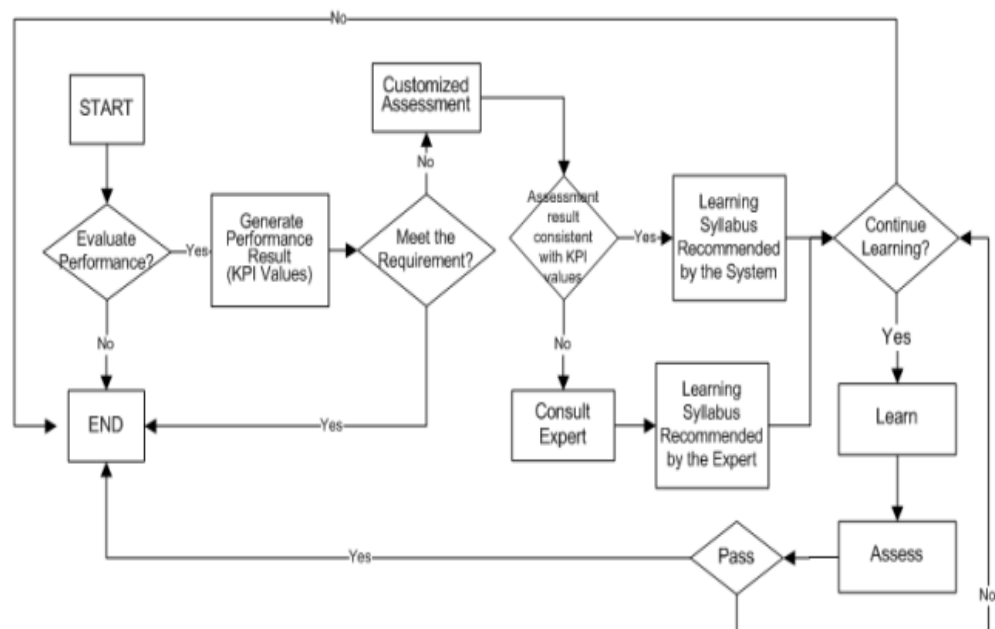 No
START
Customized
Assessment
No
Evaluate
Performance?
Yes
Generate
Performance
Result
(KPI Values)
Meet the
Requirement?
Assessment
result
consistent
with KPI
values
Yes
Learning
Syllabus
Recommended
by the System
Continue
Learning?
No
Yes
No
Yes
END
Consult
Expert
Learning
Syllabus
Recommended
by the Expert
Learn
Yes
Pass
Assess
No